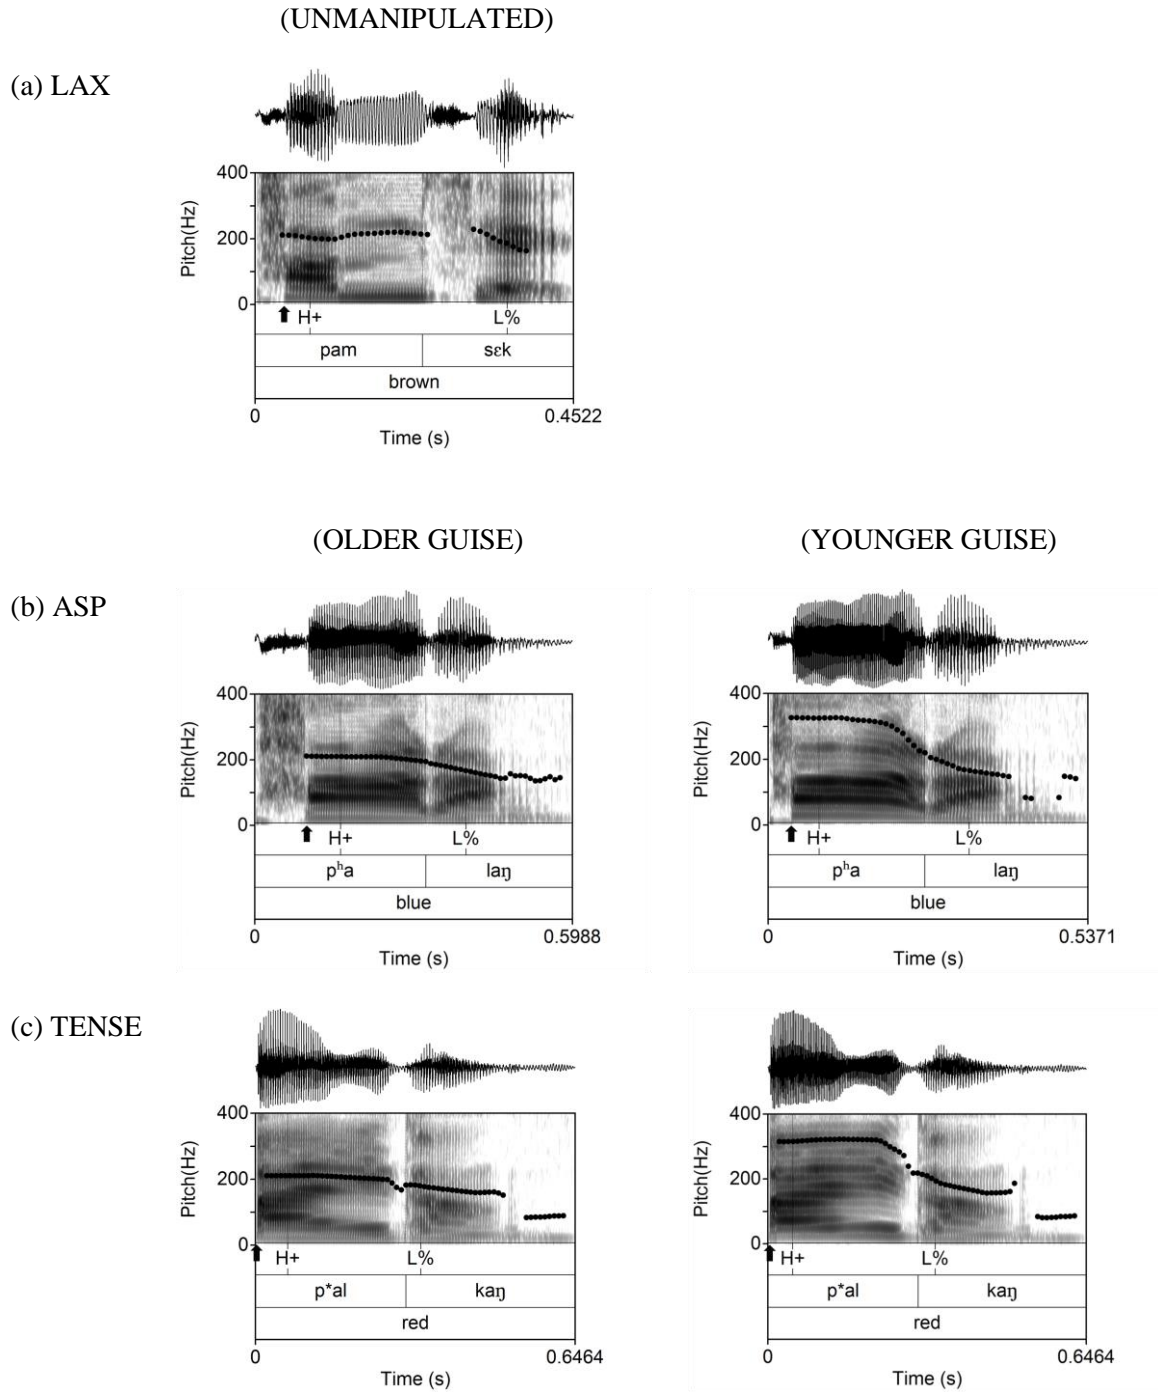 (UNMANIPULATED)
(a) LAX
400
200
0
Pitch(Hz)
H+ L%
pam sɛk
brown
0 0.4522
Time (s)
(OLDER GUISE) (YOUNGER GUISE)
(b) ASP
400 400
200 200
0 0
Pitch(Hz) Pitch(Hz)
H+ L% H+ L%
pʰa laŋ pʰa laŋ
blue blue
0 0.5988 0 0.5371
Time (s) Time (s)
(c) TENSE
400 400
200 200
0 0
Pitch(Hz) Pitch(Hz)
H+ L% H+ L%
p*al kaŋ p*al kaŋ
red red
0 0.6464 0 0.6464
Time (s) Time (s)